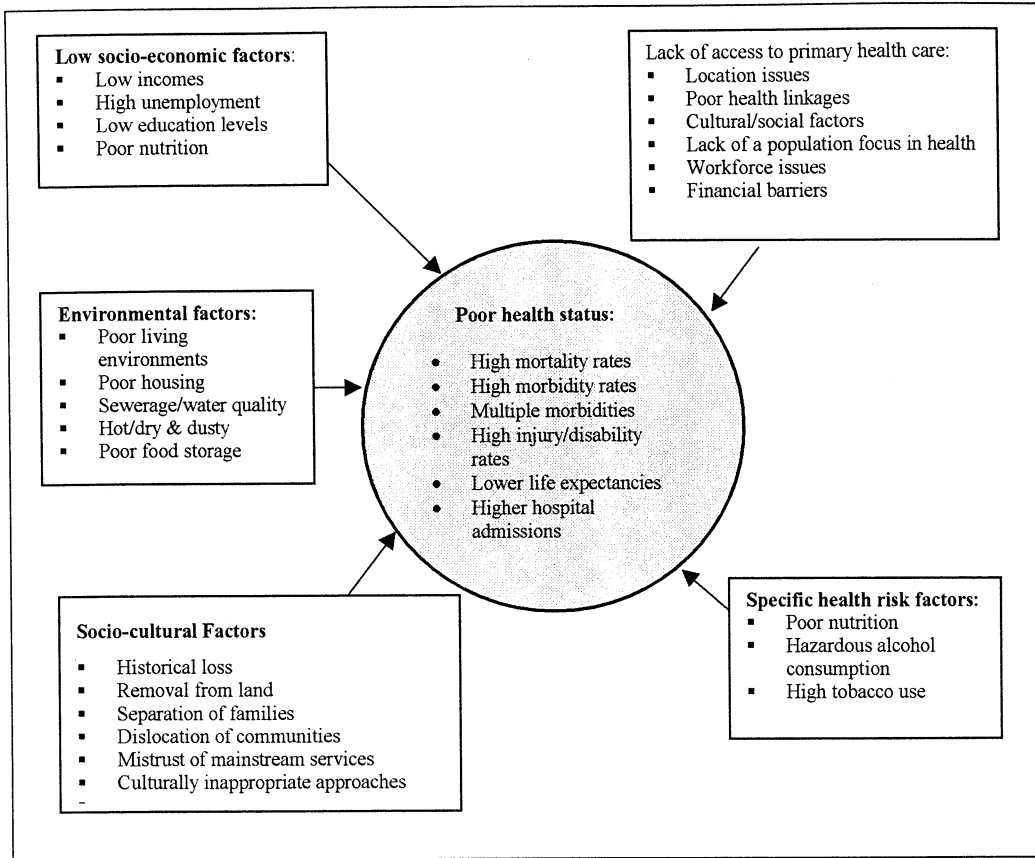 Low socio-economic factors:
▪ Low incomes
▪ High unemployment
▪ Low education levels
▪ Poor nutrition
Lack of access to primary health care:
▪ Location issues
▪ Poor health linkages
▪ Cultural/social factors
▪ Lack of a population focus in health
▪ Workforce issues
▪ Financial barriers
Environmental factors:
▪ Poor living
environments
▪ Poor housing
▪ Sewerage/water quality
▪ Hot/dry & dusty
▪ Poor food storage
Poor health status:
● High mortality rates
● High morbidity rates
● Multiple morbidities
● High injury/disability
rates
● Lower life expectancies
● Higher hospital
admissions
Socio-cultural Factors
▪ Historical loss
▪ Removal from land
▪ Separation of families
▪ Dislocation of communities
▪ Mistrust of mainstream services
▪ Culturally inappropriate approaches
Specific health risk factors:
▪ Poor nutrition
▪ Hazardous alcohol
consumption
▪ High tobacco use